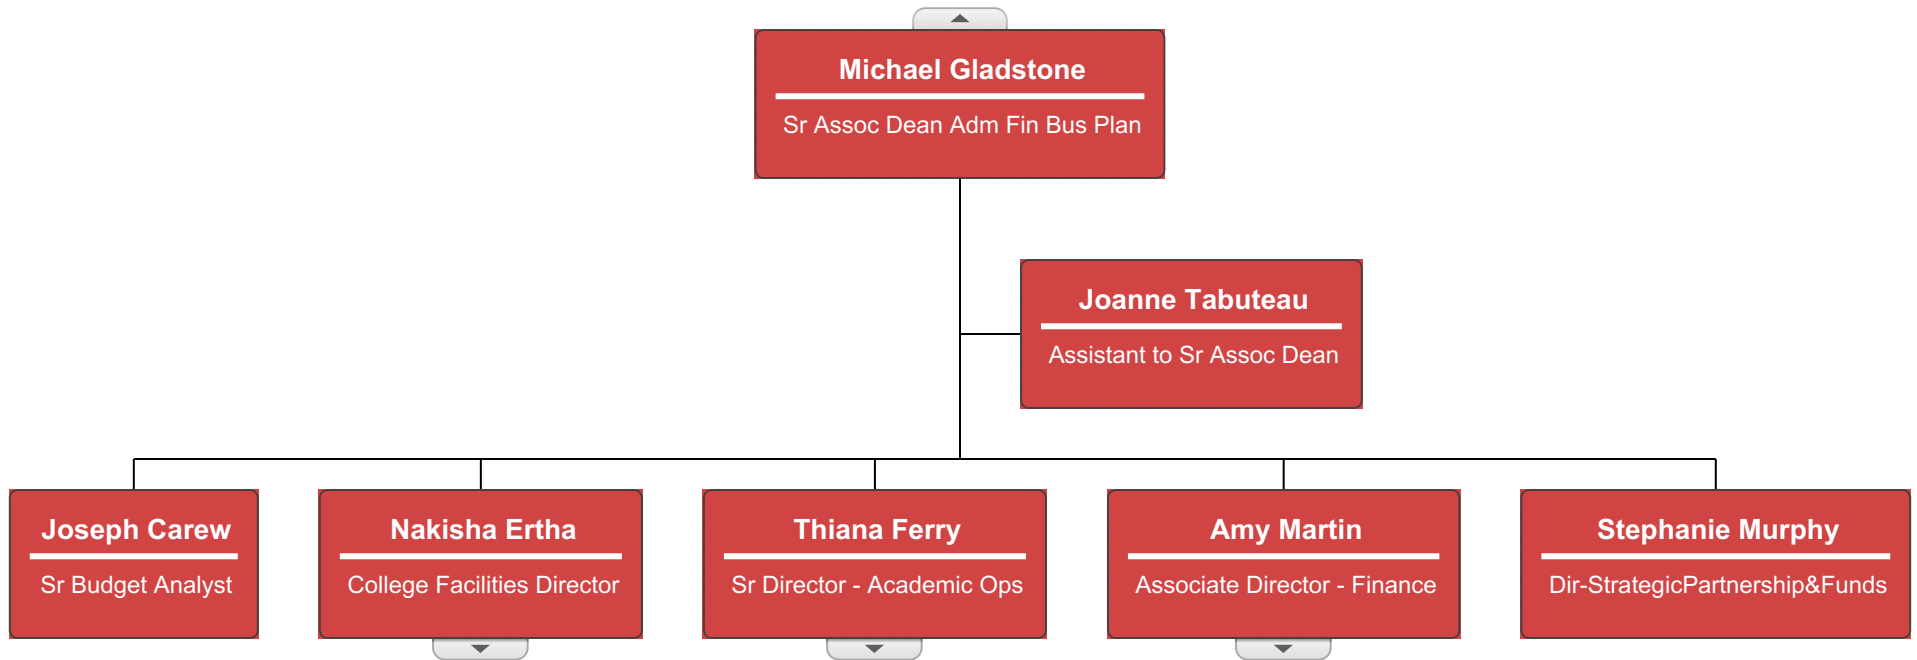 Michael Gladstone
Sr Assoc Dean Adm Fin Bus Plan
Joanne Tabuteau
Assistant to Sr Assoc Dean
Joseph Carew
Sr Budget Analyst
Nakisha Ertha
College Facilities Director
Thiana Ferry
Sr Director - Academic Ops
Amy Martin
Associate Director - Finance
Stephanie Murphy
Dir-StrategicPartnership&Funds